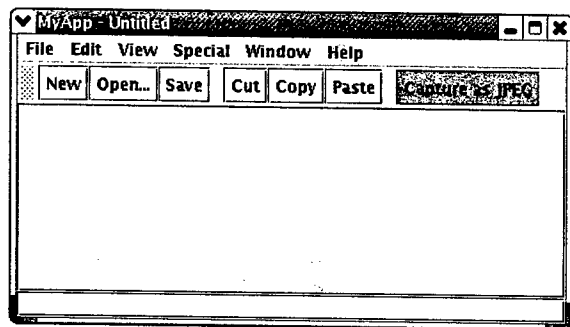 MyApp - Untitled
File Edit View Special Window Help
New Open... Save Cut Copy Paste Capture as JPEG